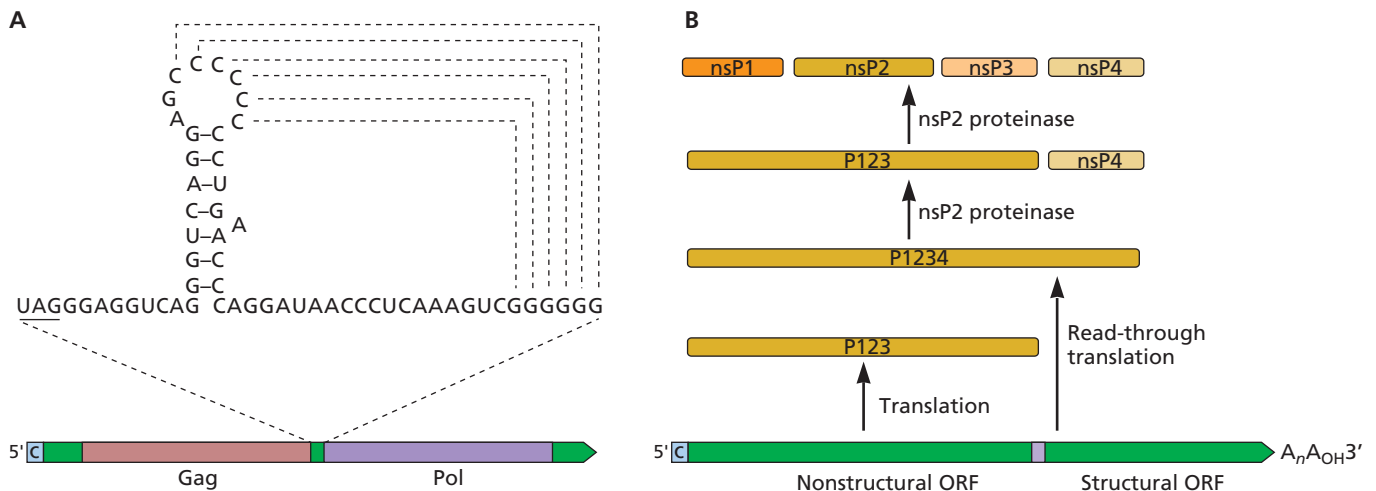 A
C C C
C C
G C
A C
G–C
G C
A–U
C–G
A
U–A
G–C
G–C
UAGGGAGGUCAG CAGGAUAACCCUCAAAGUCGGGGGG
5' C
Gag Pol
B
nsP1 nsP2 nsP3 nsP4
nsP2 proteinase
P123 nsP4
nsP2 proteinase
P1234
P123
Read-through
translation
Translation
5' C AnAOH3′
Nonstructural ORF Structural ORF